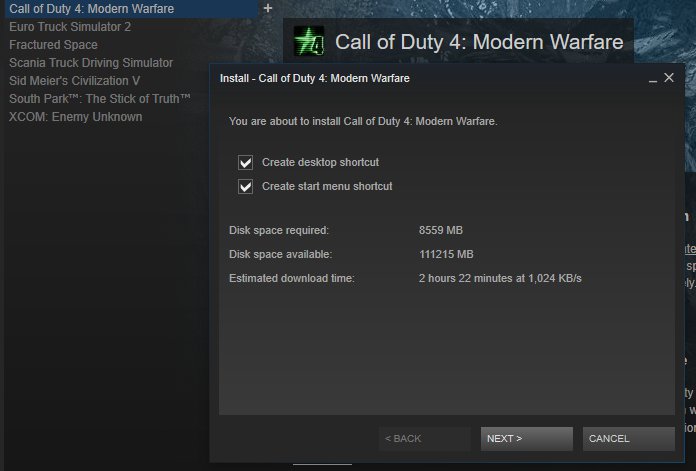 Call of Duty 4: Modern Warfare +
Euro Truck Simulator 2
Fractured Space
Scania Truck Driving Simulator
Sid Meier's Civilization V
South Park™: The Stick of Truth™
XCOM: Enemy Unknown
4
Call of Duty 4: Modern Warfare
Install - Call of Duty 4: Modern Warfare
You are about to install Call of Duty 4: Modern Warfare.
Create desktop shortcut
Create start menu shortcut
Disk space required: 8559 MB
Disk space available: 111215 MB
Estimated download time: 2 hours 22 minutes at 1,024 KB/s
< BACK NEXT > CANCEL